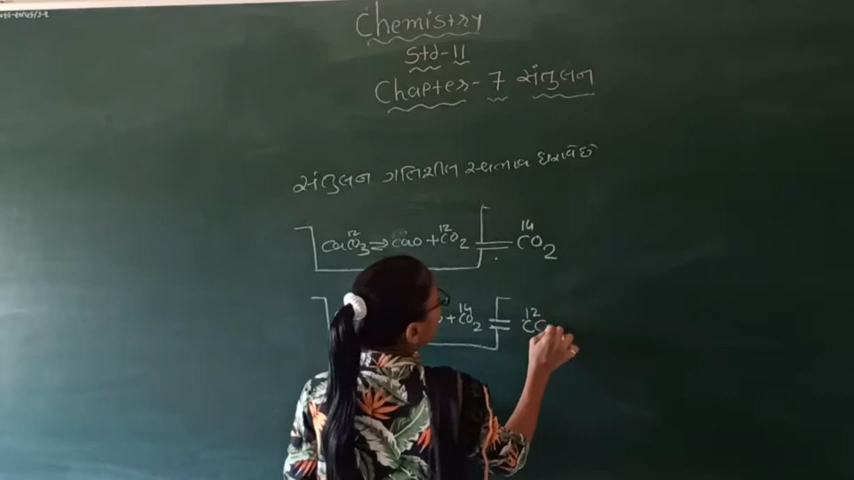 Chemistry
Std-11
Chapter-7 સંતુલન
સંતુલન ગતિશીલ સ્વભાવ ધરાવે છે
Ca¹²CO₃ ⇌ CaO + ¹²CO₂ ¹⁴CO₂
+ ¹⁴CO₂ ¹²CO